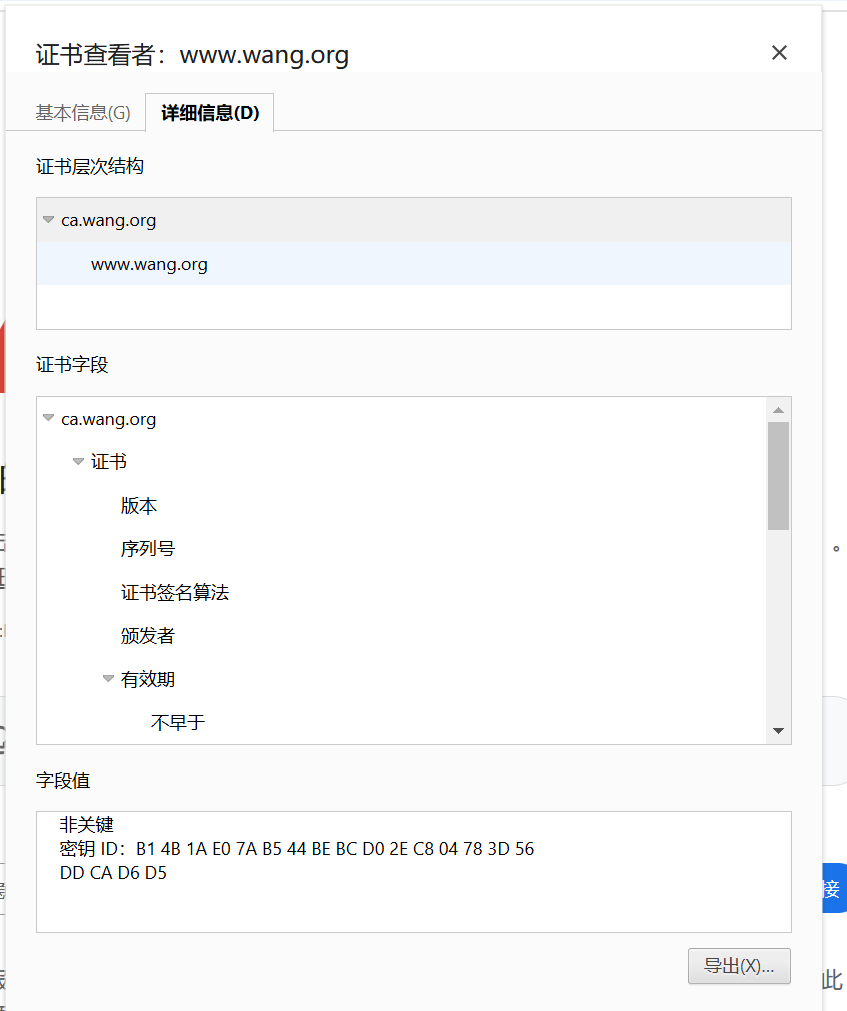 证书查看者：www.wang.org
基本信息(G)
详细信息(D)
证书层次结构
ca.wang.org
www.wang.org
证书字段
ca.wang.org
证书
版本
序列号
证书签名算法
颁发者
有效期
不早于
。
字段值
非关键
密钥 ID：B1 4B 1A E0 7A B5 44 BE BC D0 2E C8 04 78 3D 56
DD CA D6 D5
接
导出(X)...
此